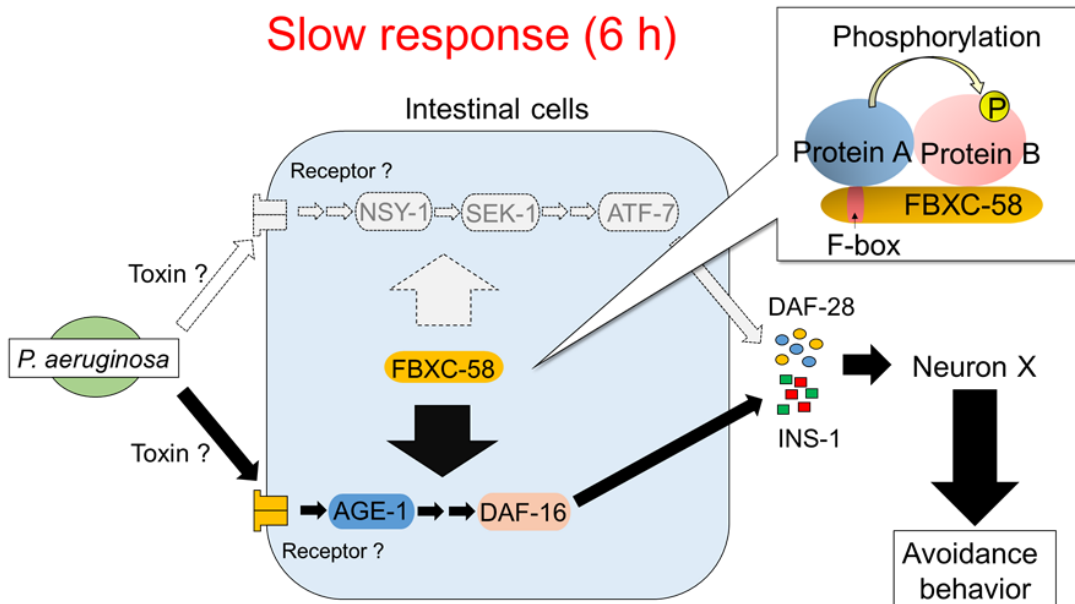 Slow response (6 h)
Phosphorylation
P
Protein A
Protein B
FBXC-58
F-box
Intestinal cells
Receptor ?
NSY-1
SEK-1
ATF-7
Toxin ?
P. aeruginosa
FBXC-58
DAF-28
Neuron X
INS-1
Toxin ?
AGE-1
DAF-16
Receptor ?
Avoidance
behavior